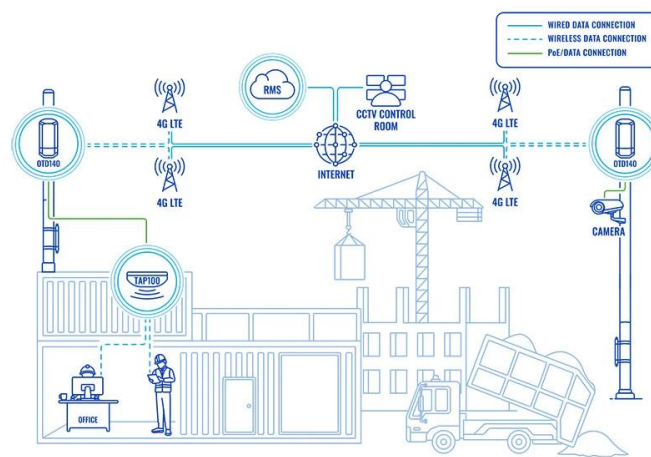 WIRED DATA CONNECTION
WIRELESS DATA CONNECTION
PoE/DATA CONNECTION
RMS
4G LTE
CCTV CONTROL
ROOM
4G LTE
OTD140
INTERNET
OTD140
4G LTE
4G LTE
CAMERA
TAP100
OFFICE